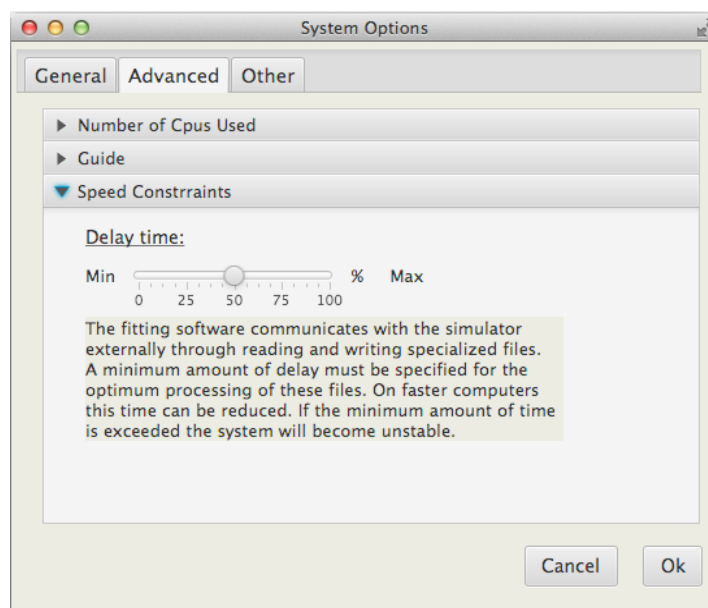 System Options
General Advanced Other
Number of Cpus Used
Guide
Speed Constrraints
Delay time:
Min % Max
0 25 50 75 100
The fitting software communicates with the simulator
externally through reading and writing specialized files.
A minimum amount of delay must be specified for the
optimum processing of these files. On faster computers
this time can be reduced. If the minimum amount of time
is exceeded the system will become unstable.
Cancel Ok